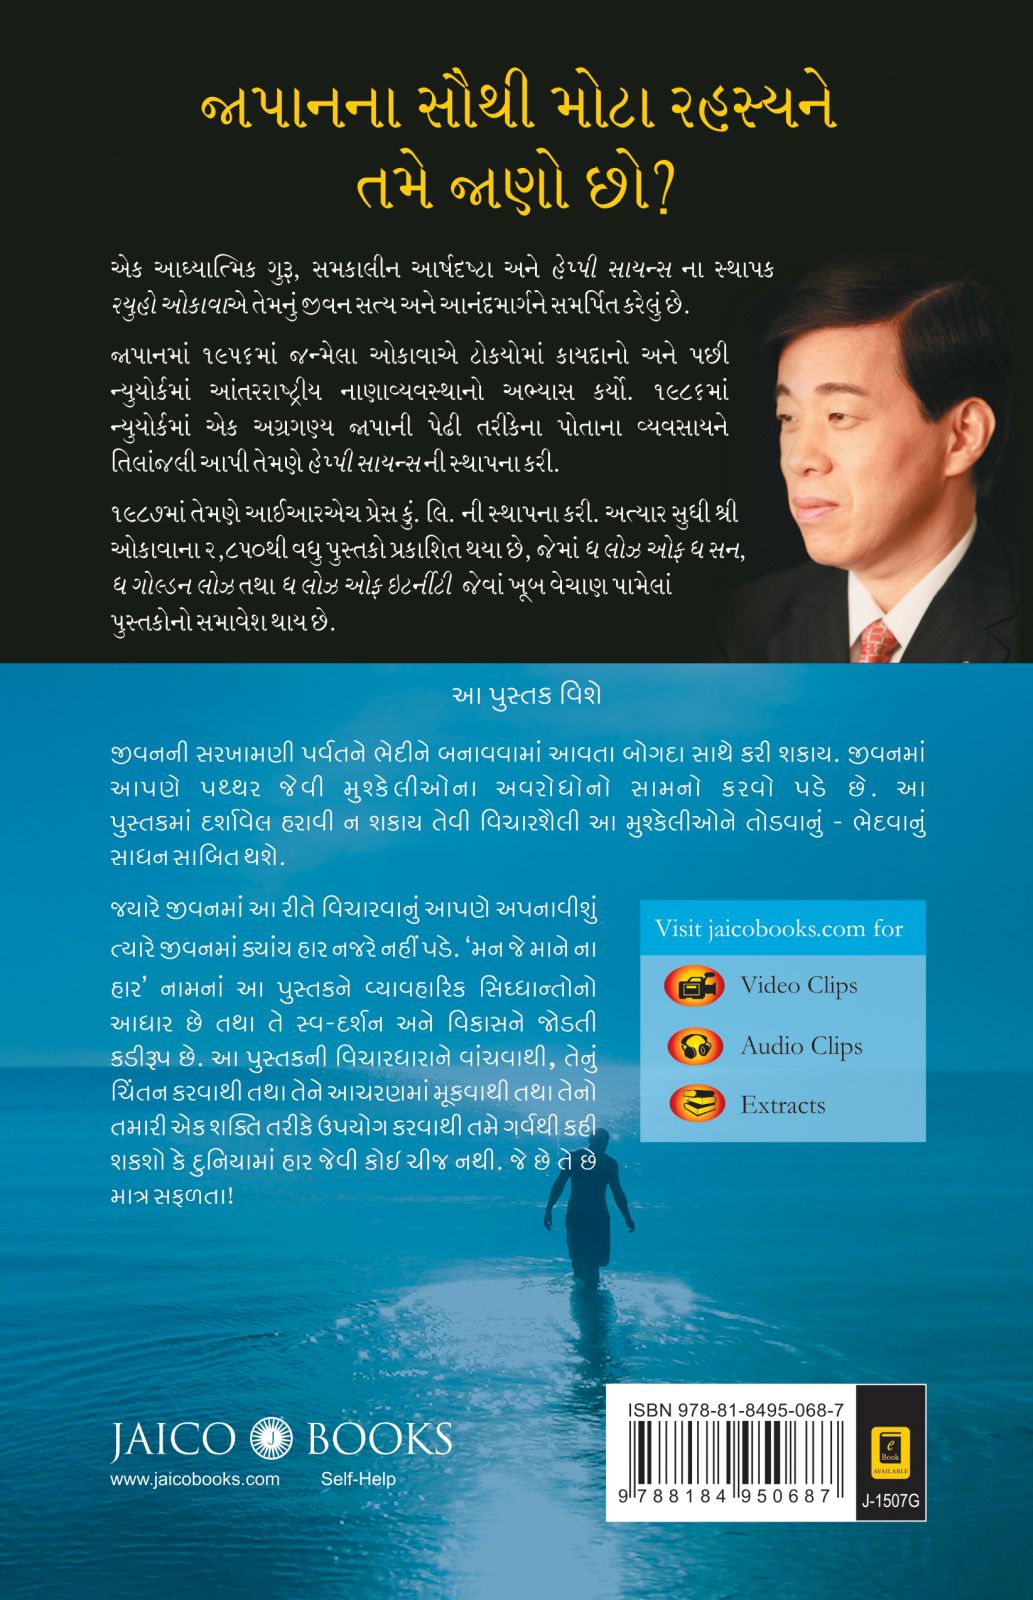 જાપાનના સૌથી મોટા રહસ્યને
તમે જાણો છો?
એક આધ્યાત્મિક ગુરૂ, સમકાલીન આર્ષદષ્ટા અને હેપ્પી સાયન્સ ના સ્થાપક
રયુહો ઓકાવાએ તેમનું જીવન સત્ય અને આનંદમાર્ગને સમર્પિત કરેલું છે.
જાપાનમાં ૧૯૫૬માં જન્મેલા ઓકાવાએ ટોકયોમાં કાયદાનો અને પછી
ન્યુયોર્કમાં આંતરરાષ્ટ્રીય નાણાવ્યવસ્થાનો અભ્યાસ કર્યો. ૧૯૮૬માં
ન્યુયોર્કમાં એક અગ્રગણ્ય જાપાની પેઢી તરીકેના પોતાના વ્યવસાયને
તિલાંજલી આપી તેમણે હેપ્પી સાયન્સની સ્થાપના કરી.
૧૯૮૭માં તેમણે આઈઆરએચ પ્રેસ કું. લિ. ની સ્થાપના કરી. અત્યાર સુધી શ્રી
ઓકાવાના ૨,૮૫૦થી વધુ પુસ્તકો પ્રકાશિત થયા છે, જેમાં ધ લોઝ ઓફ ધ સન,
ધ ગોલ્ડન લોઝ તથા ધ લોઝ ઓફ ઇટર્નીટી જેવાં ખૂબ વેચાણ પામેલાં
પુસ્તકોનો સમાવેશ થાય છે.
આ પુસ્તક વિશે
જીવનની સરખામણી પર્વતને ભેદીને બનાવવામાં આવતા બોગદા સાથે કરી શકાય. જીવનમાં
આપણે પથ્થર જેવી મુશ્કેલીઓના અવરોધોનો સામનો કરવો પડે છે. આ
પુસ્તકમાં દર્શાવેલ હરાવી ન શકાય તેવી વિચારશૈલી આ મુશ્કેલીઓને તોડવાનું - ભેદવાનું
સાધન સાબિત થશે.
જ્યારે જીવનમાં આ રીતે વિચારવાનું આપણે અપનાવીશું
ત્યારે જીવનમાં ક્યાંય હાર નજરે નહીં પડે. ‘મન જે માને ના
હાર’ નામનાં આ પુસ્તકને વ્યાવહારિક સિધ્ધાન્તોનો
આધાર છે તથા તે સ્વ-દર્શન અને વિકાસને જોડતી
કડીરૂપ છે. આ પુસ્તકની વિચારધારાને વાંચવાથી, તેનું
ચિંતન કરવાથી તથા તેને આચરણમાં મૂકવાથી તથા તેનો
તમારી એક શક્તિ તરીકે ઉપયોગ કરવાથી તમે ગર્વથી કહી
શકશો કે દુનિયામાં હાર જેવી કોઇ ચીજ નથી. જે છે તે છે
માત્ર સફળતા!
Visit jaicobooks.com for
Video Clips
Audio Clips
Extracts
JAICO J BOOKS
www.jaicobooks.com Self-Help
ISBN 978-81-8495-068-7
9 788184 950687
e
Book
AVAILABLE
J-1507G